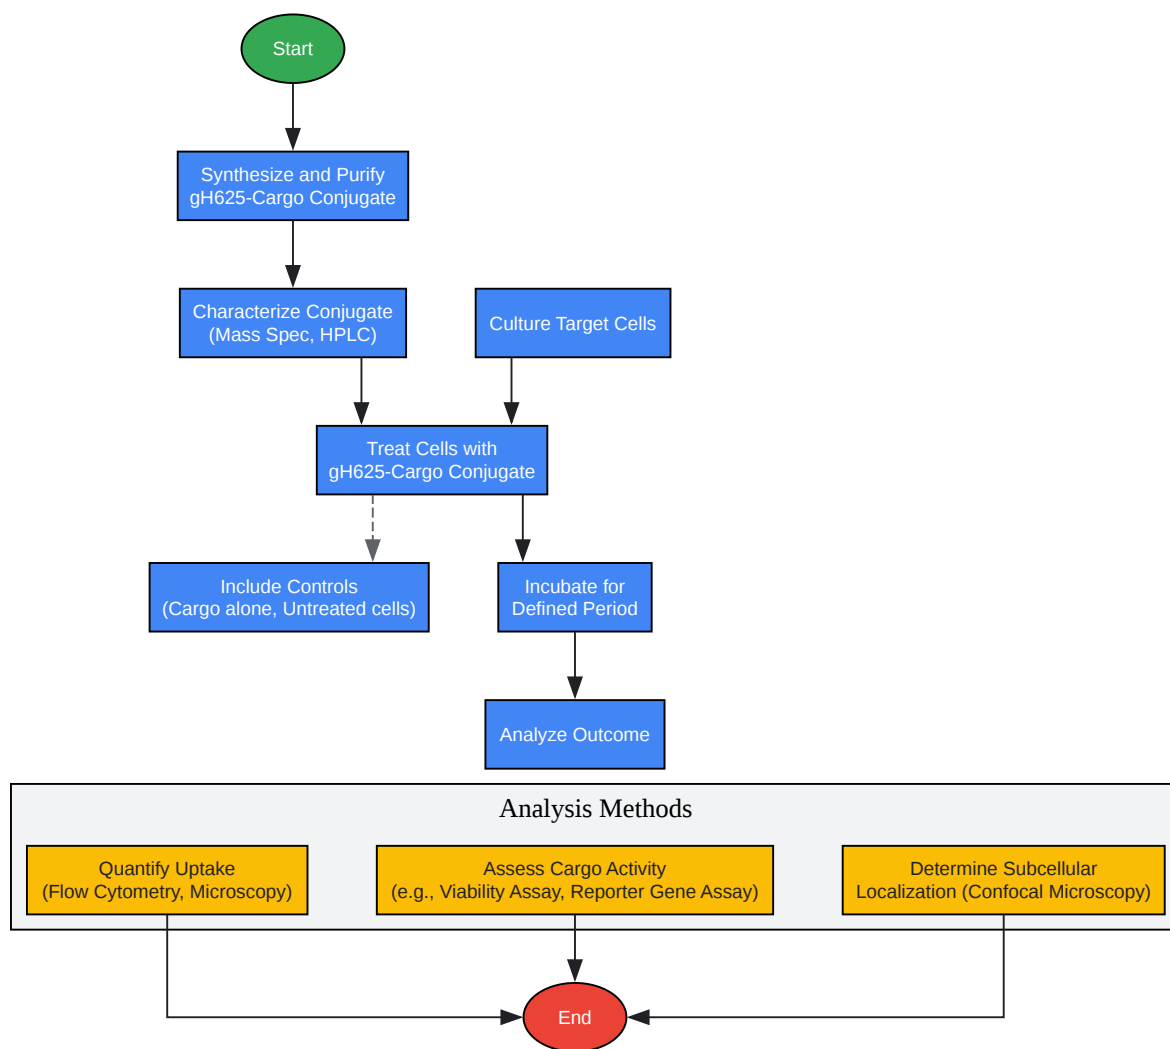 Start
Synthesize and Purify
gH625-Cargo Conjugate
Characterize Conjugate
(Mass Spec, HPLC)
Culture Target Cells
Treat Cells with
gH625-Cargo Conjugate
Include Controls
(Cargo alone, Untreated cells)
Incubate for
Defined Period
Analyze Outcome
Analysis Methods
Quantify Uptake
(Flow Cytometry, Microscopy)
Assess Cargo Activity
(e.g., Viability Assay, Reporter Gene Assay)
Determine Subcellular
Localization (Confocal Microscopy)
End